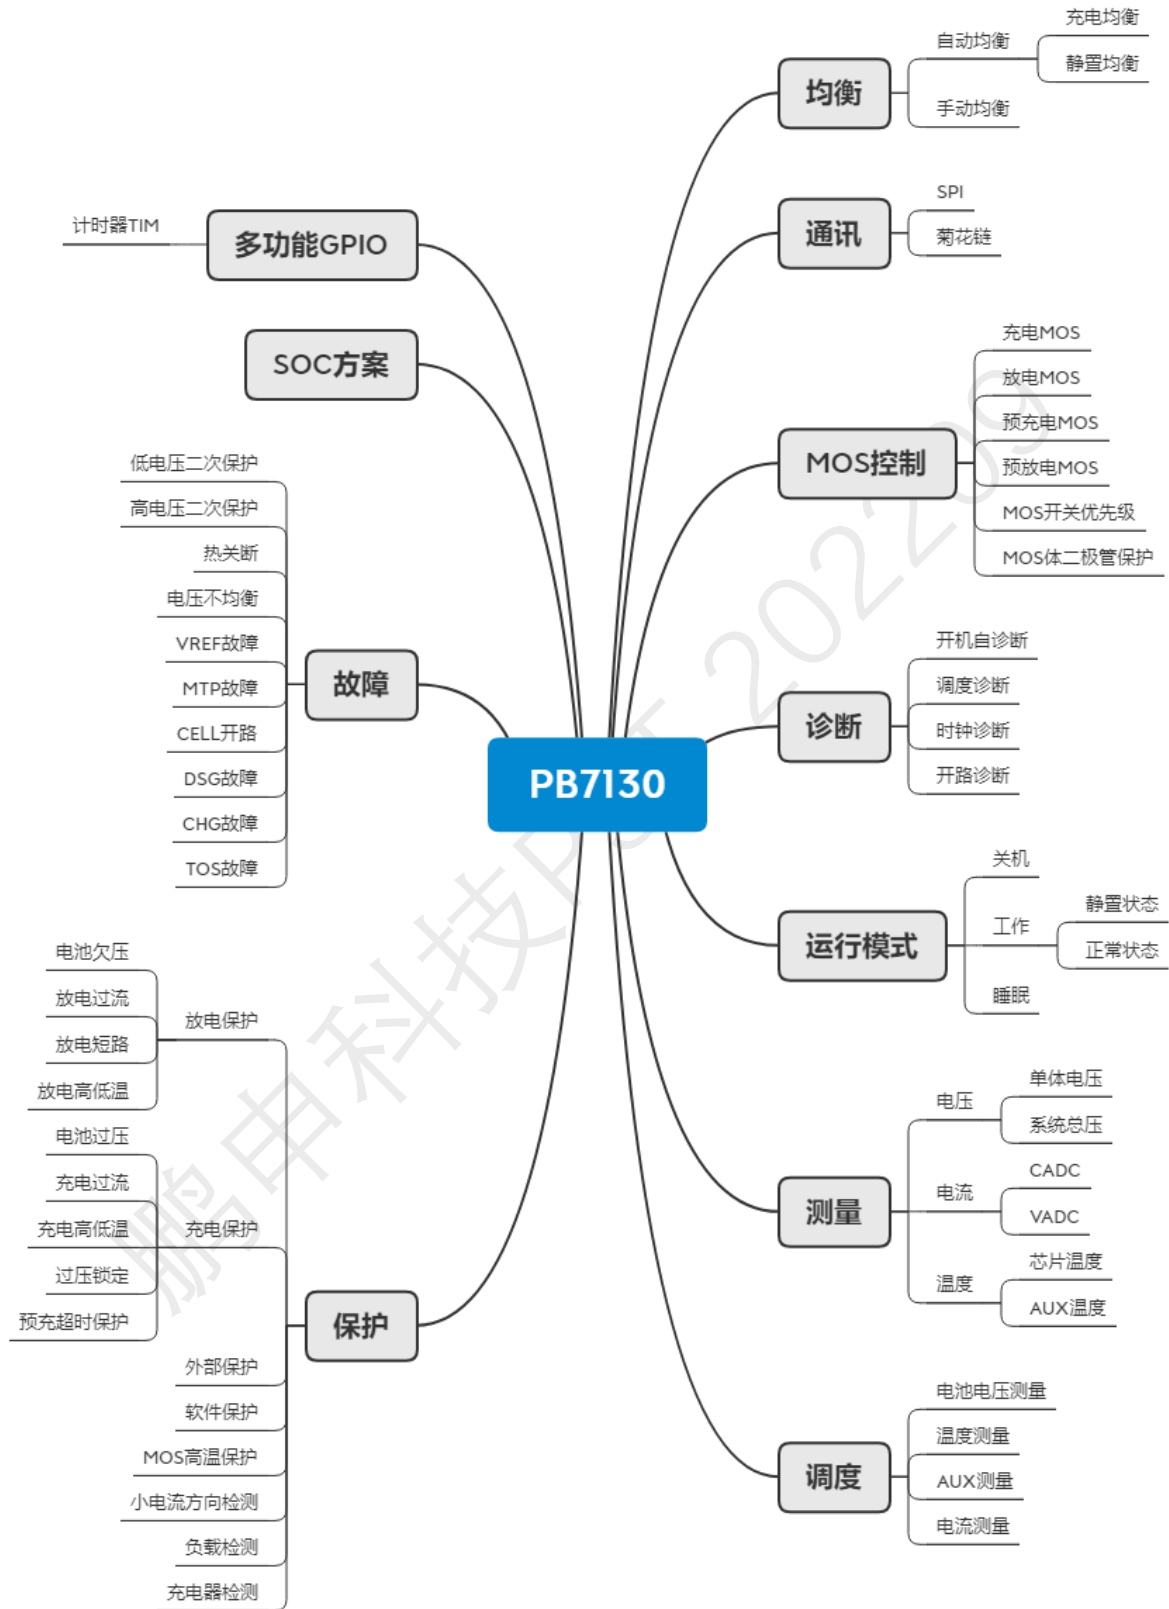 PB7130
均衡
自动均衡
充电均衡
静置均衡
手动均衡
通讯
SPI
菊花链
MOS控制
充电MOS
放电MOS
预充电MOS
预放电MOS
MOS开关优先级
MOS体二极管保护
诊断
开机自诊断
调度诊断
时钟诊断
开路诊断
运行模式
关机
工作
静置状态
正常状态
睡眠
测量
电压
单体电压
系统总压
电流
CADC
VADC
温度
芯片温度
AUX温度
调度
电池电压测量
温度测量
AUX测量
电流测量
多功能GPIO
计时器TIM
SOC方案
故障
低电压二次保护
高电压二次保护
热关断
电压不均衡
VREF故障
MTP故障
CELL开路
DSG故障
CHG故障
TOS故障
保护
放电保护
电池欠压
放电过流
放电短路
放电高低温
充电保护
电池过压
充电过流
充电高低温
过压锁定
预充超时保护
外部保护
软件保护
MOS高温保护
小电流方向检测
负载检测
充电器检测
鹏申科技 202209